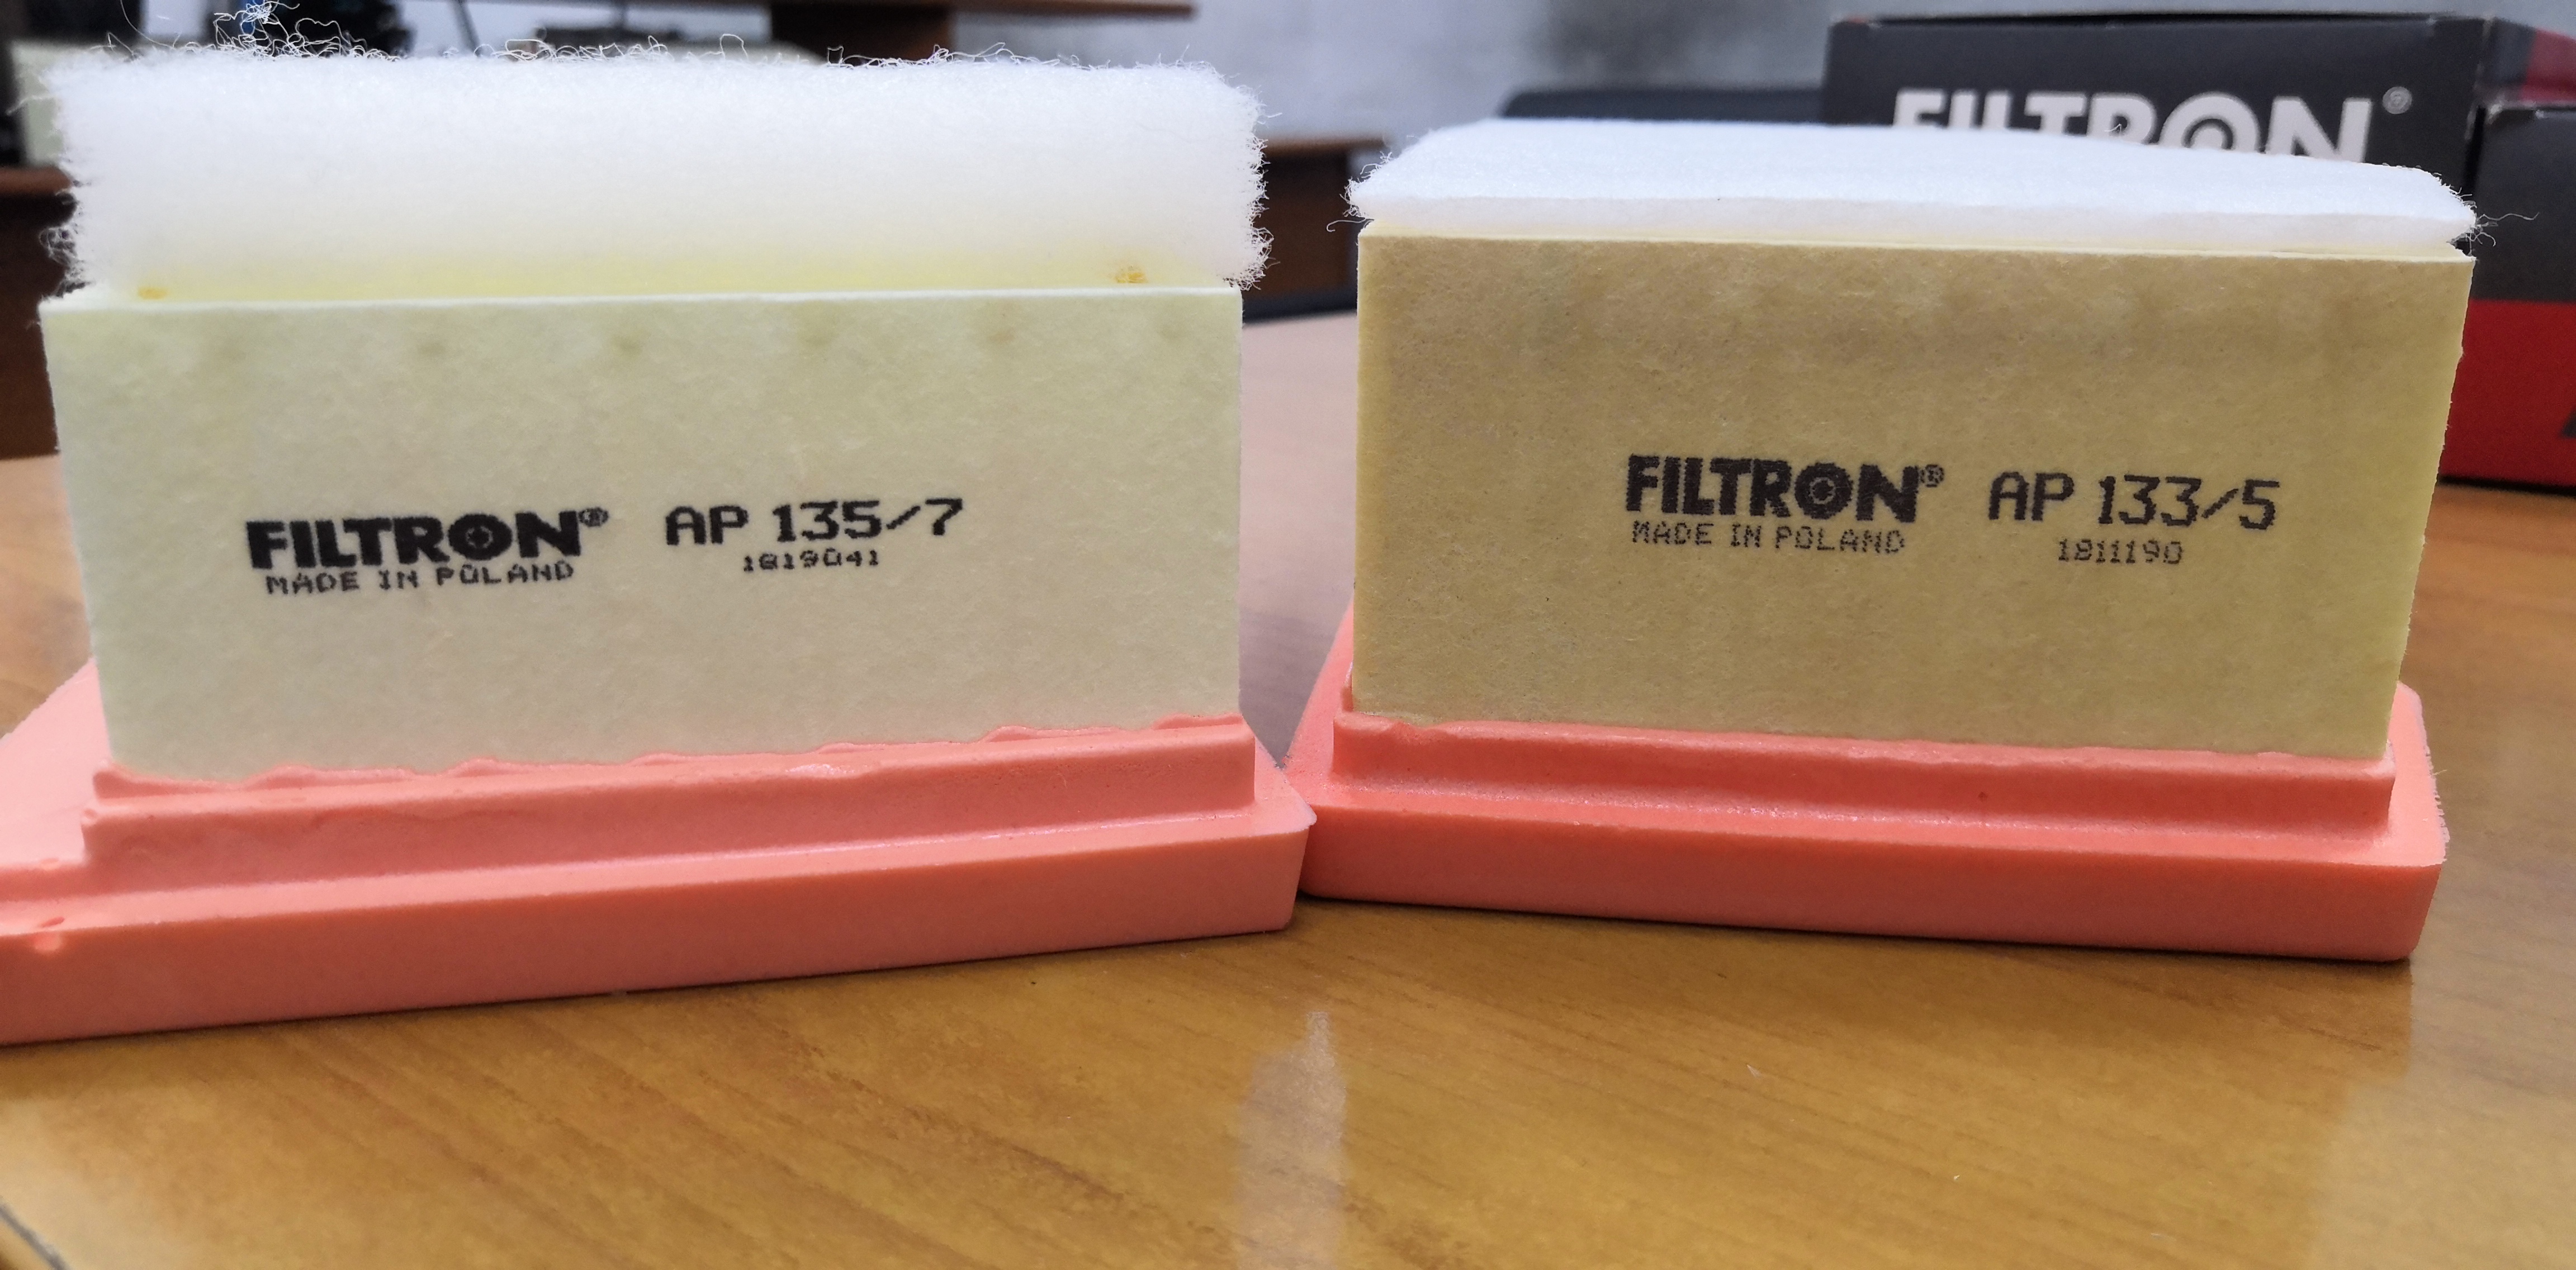 FILTRON®
FILTRON® AP 135/7
MADE IN POLAND 1819041
FILTRON® AP 133/5
MADE IN POLAND 1811190